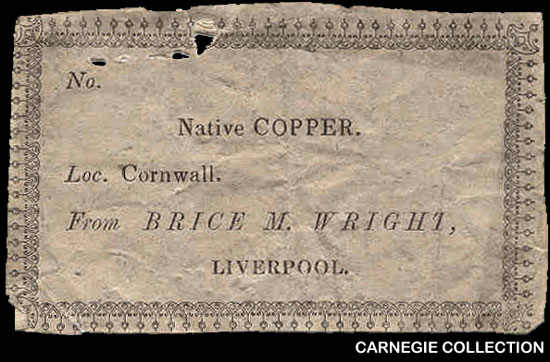 No.
Native COPPER.
Loc. Cornwall.
From BRICE M. WRIGHT,
LIVERPOOL.
CARNEGIE COLLECTION